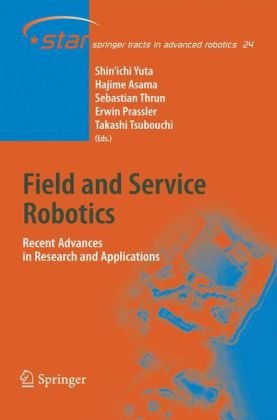 star
springer tracts in advanced robotics 24
Shin'ichi Yuta
Hajime Asama
Sebastian Thrun
Erwin Prassler
Takashi Tsubouchi
(Eds.)
Field and Service
Robotics
Recent Advances
in Research and Applications
Springer